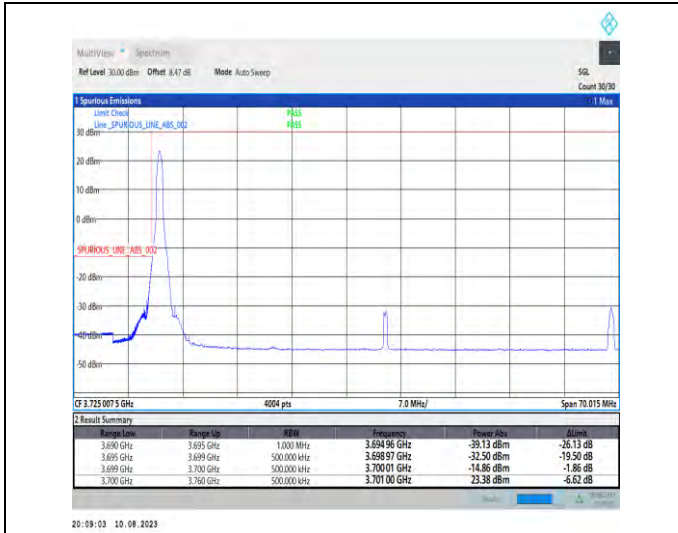 MultiView Spectrum
Ref Level 30.00 dBm Offset 8.47 dB Mode Auto Sweep SGL
Count 30/30
1 Spurious Emissions 1 Max
Limit Check PASS
Line _SPURIOUS_LINE_ABS_002 PASS
30 dBm
20 dBm
10 dBm
0 dBm
SPURIOUS_LINE_ABS_002
-20 dBm
-30 dBm
-40 dBm
-50 dBm
CF 3.725 007 5 GHz 4004 pts 7.0 MHz/ Span 70.015 MHz
2 Result Summary
Range Low Range Up RBW Frequency Power Abs ΔLimit
3.690 GHz 3.695 GHz 1.000 MHz 3.694 96 GHz -39.13 dBm -26.13 dB
3.695 GHz 3.699 GHz 500.000 kHz 3.698 97 GHz -32.50 dBm -19.50 dB
3.699 GHz 3.700 GHz 500.000 kHz 3.700 01 GHz -14.86 dBm -1.86 dB
3.700 GHz 3.760 GHz 500.000 kHz 3.701 00 GHz 23.38 dBm -6.62 dB
20:09:03 10.08.2023